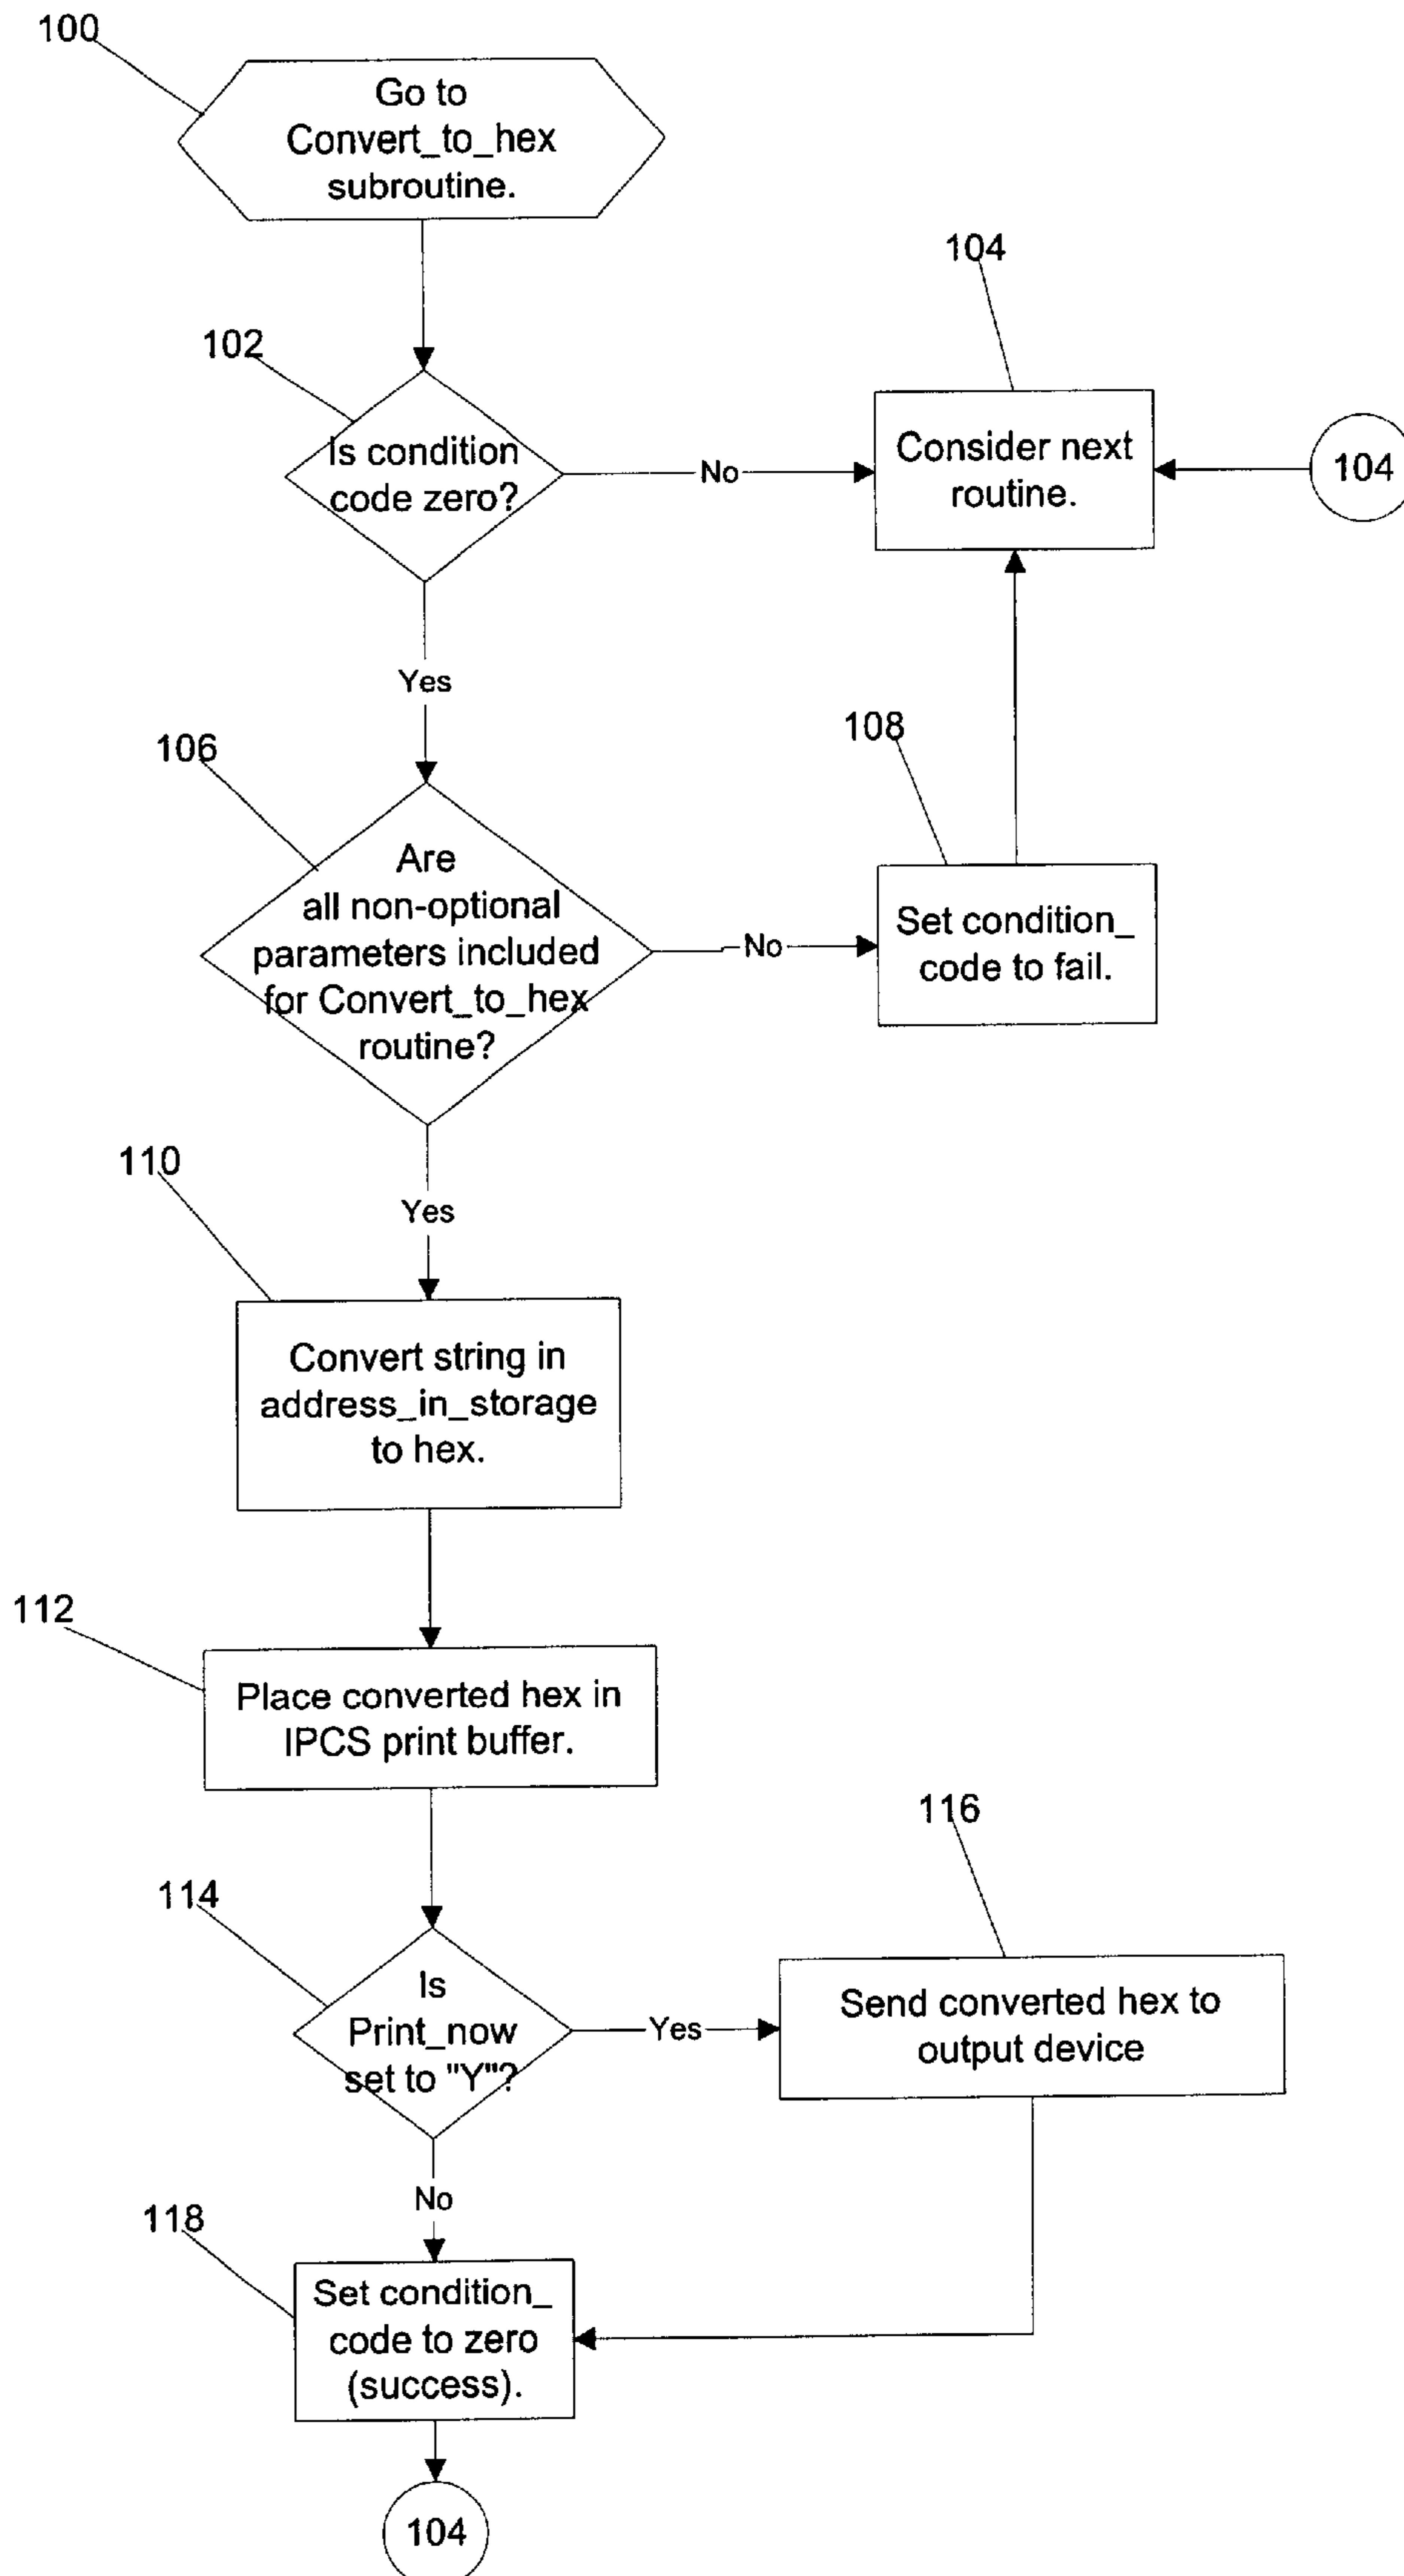 100
Go to
Convert_to_hex
subroutine.
104
102
Is condition
code zero?
No
Consider next
routine.
104
Yes
106
108
Are
all non-optional
parameters included
for Convert_to_hex
routine?
No
Set condition_
code to fail.
110
Yes
Convert string in
address_in_storage
to hex.
112
Place converted hex in
IPCS print buffer.
116
114
Is
Print_now
set to "Y"?
Yes
Send converted hex to
output device
No
118
Set condition_
code to zero
(success).
104